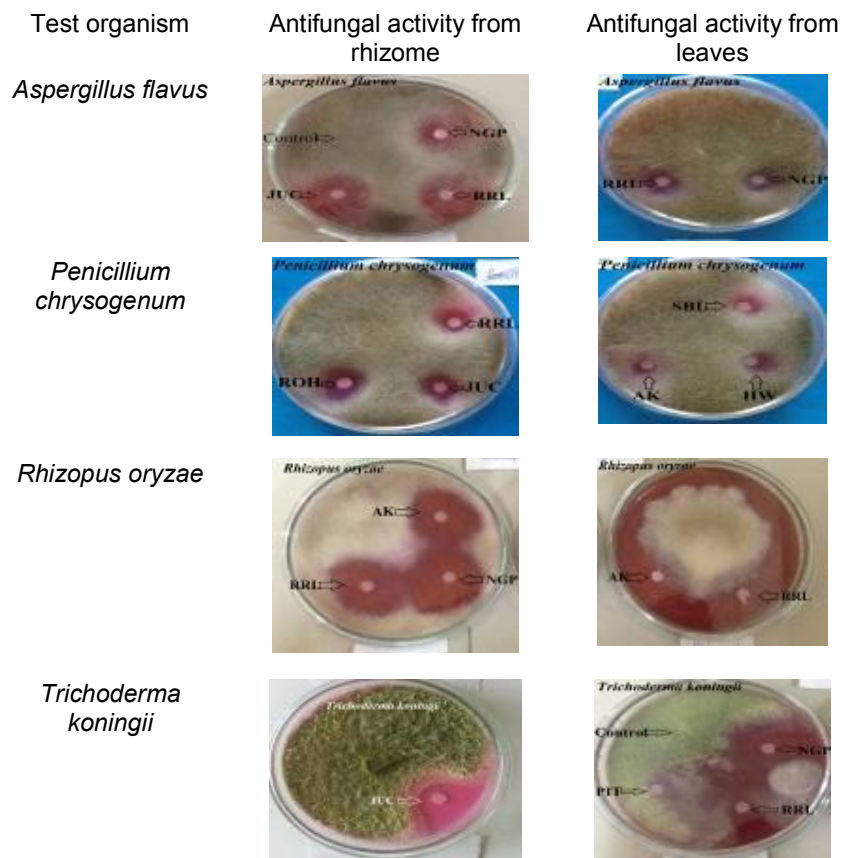 Test organism
Antifungal activity from
rhizome
Antifungal activity from
leaves
Aspergillus flavus
Aspergillus flavus
Control
NGP
JUC
RRL
Aspergillus flavus
RRL
NGP
Penicillium
chrysogenum
Penicillium chrysogenum
RRL
ROH
JUC
Penicillium chrysogenum
SBL
AK
HW
Rhizopus oryzae
Rhizopus oryzae
AK
RRL
NGP
Rhizopus oryzae
AK
RRL
Trichoderma
koningii
Trichoderma koningi
JUC
Trichoderma koningii
Control
NGP
PIT
RRL